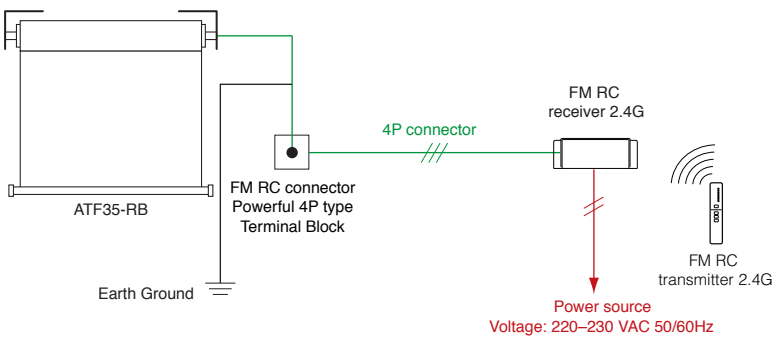 ATF35-RB
FM RC connector
Powerful 4P type
Terminal Block
Earth Ground
4P connector
FM RC
receiver 2.4G
FM RC
transmitter 2.4G
Power source
Voltage: 220–230 VAC 50/60Hz